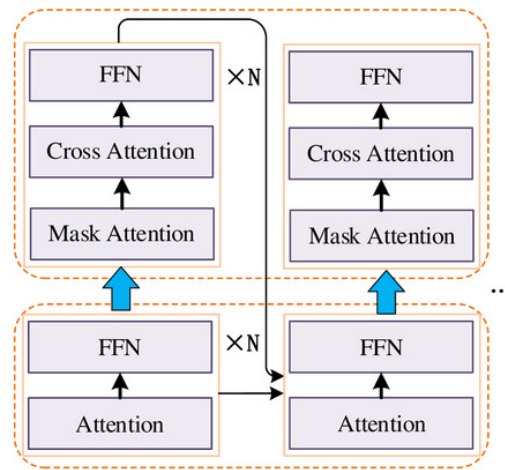 FFN
×N
Cross Attention
Mask Attention
FFN
Cross Attention
Mask Attention
..
FFN
×N
Attention
FFN
Attention